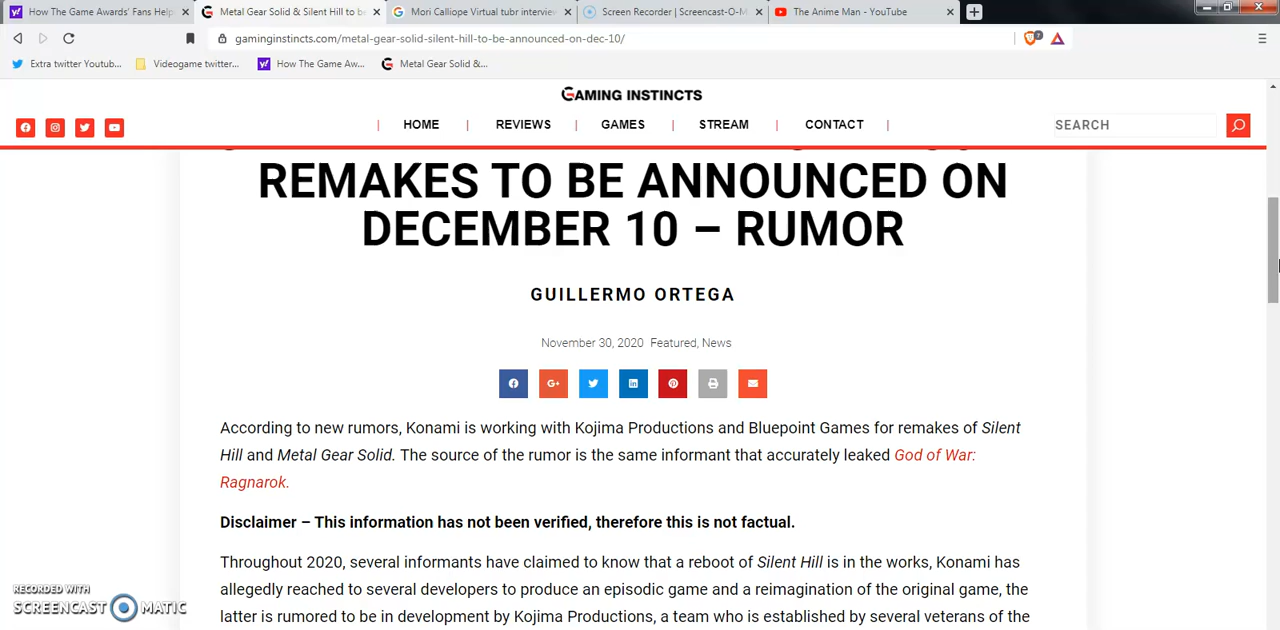 How The Game Awards' Fans Help
Metal Gear Solid & Silent Hill to be
Mori Calliope Virtual tubr interview
Screen Recorder | Screencast-O-M
The Anime Man - YouTube
gaminginstincts.com/metal-gear-solid-silent-hill-to-be-announced-on-dec-10/
7
Extra twitter Youtub...
Videogame twitter...
How The Game Aw...
Metal Gear Solid &...
GAMING INSTINCTS
| HOME | REVIEWS | GAMES | STREAM | CONTACT |
SEARCH
REMAKES TO BE ANNOUNCED ON
DECEMBER 10 – RUMOR
GUILLERMO ORTEGA
November 30, 2020 Featured, News
According to new rumors, Konami is working with Kojima Productions and Bluepoint Games for remakes of Silent
Hill and Metal Gear Solid. The source of the rumor is the same informant that accurately leaked God of War:
Ragnarok.
Disclaimer – This information has not been verified, therefore this is not factual.
Throughout 2020, several informants have claimed to know that a reboot of Silent Hill is in the works, Konami has
allegedly reached to several developers to produce an episodic game and a reimagination of the original game, the
latter is rumored to be in development by Kojima Productions, a team who is established by several veterans of the
RECORDED WITH
SCREENCAST MATIC